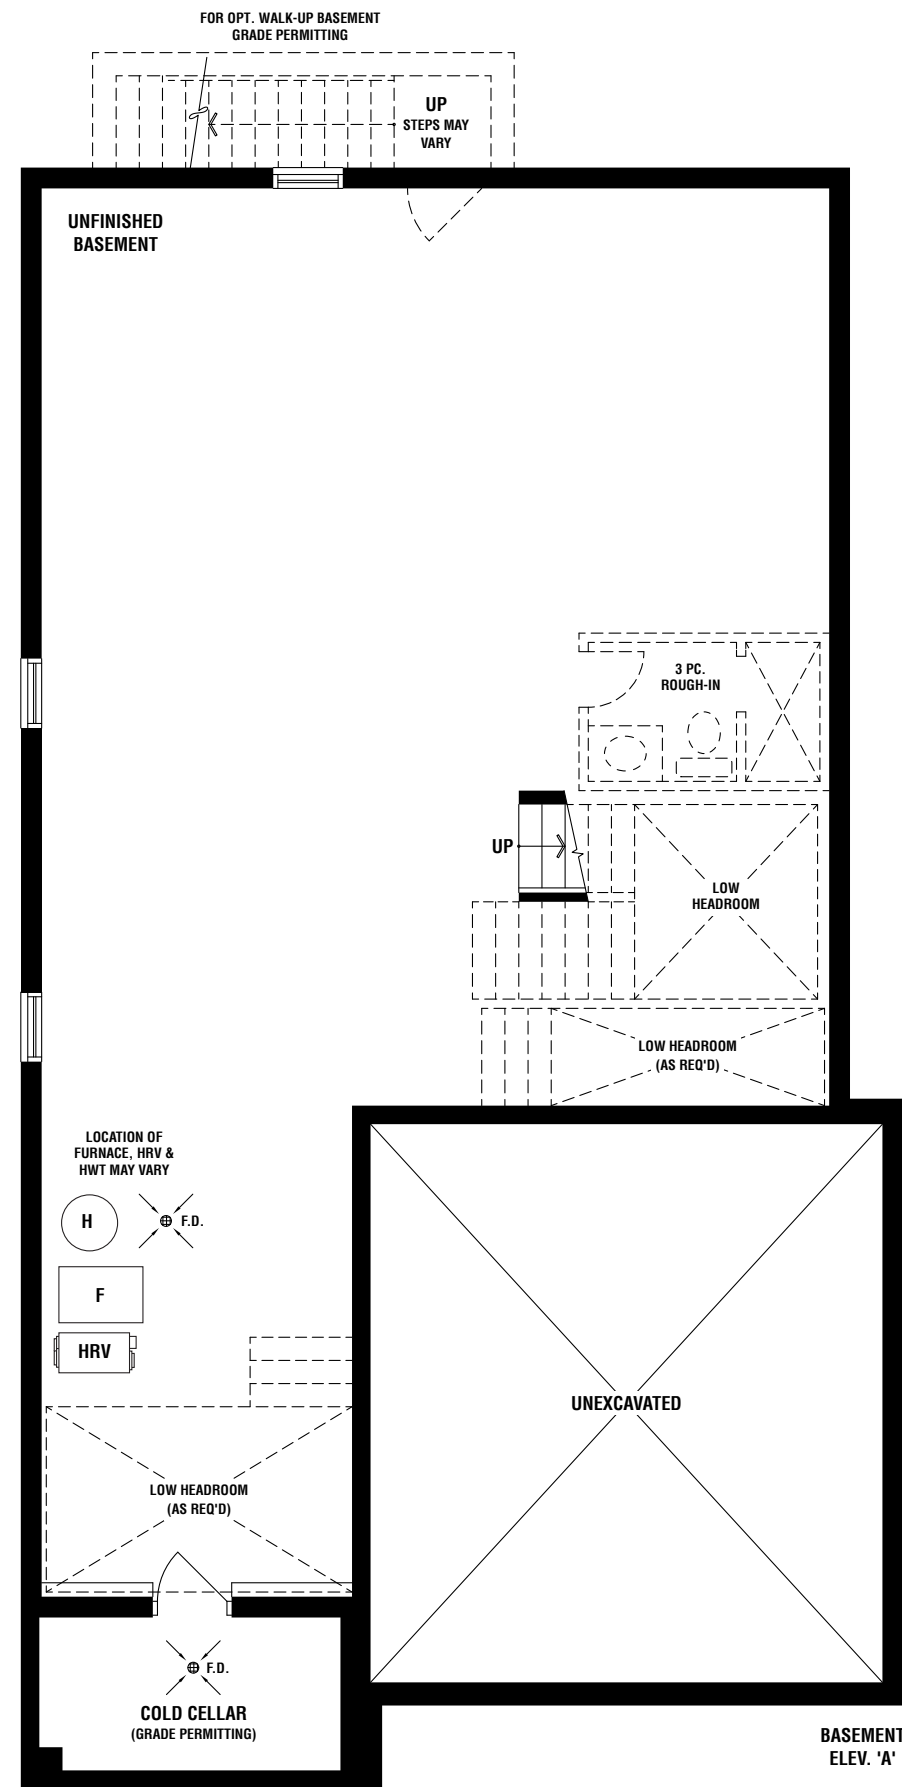 FOR OPT. WALK-UP BASEMENT
GRADE PERMITTING
UP
STEPS MAY
VARY
UNFINISHED
BASEMENT
3 PC.
ROUGH-IN
UP
LOW
HEADROOM
LOW HEADROOM
(AS REQ'D)
LOCATION OF
FURNACE, HRV &
HWT MAY VARY
H
F.D.
F
HRV
UNEXCAVATED
LOW HEADROOM
(AS REQ'D)
F.D.
COLD CELLAR
(GRADE PERMITTING)
BASEMENT
ELEV. 'A'